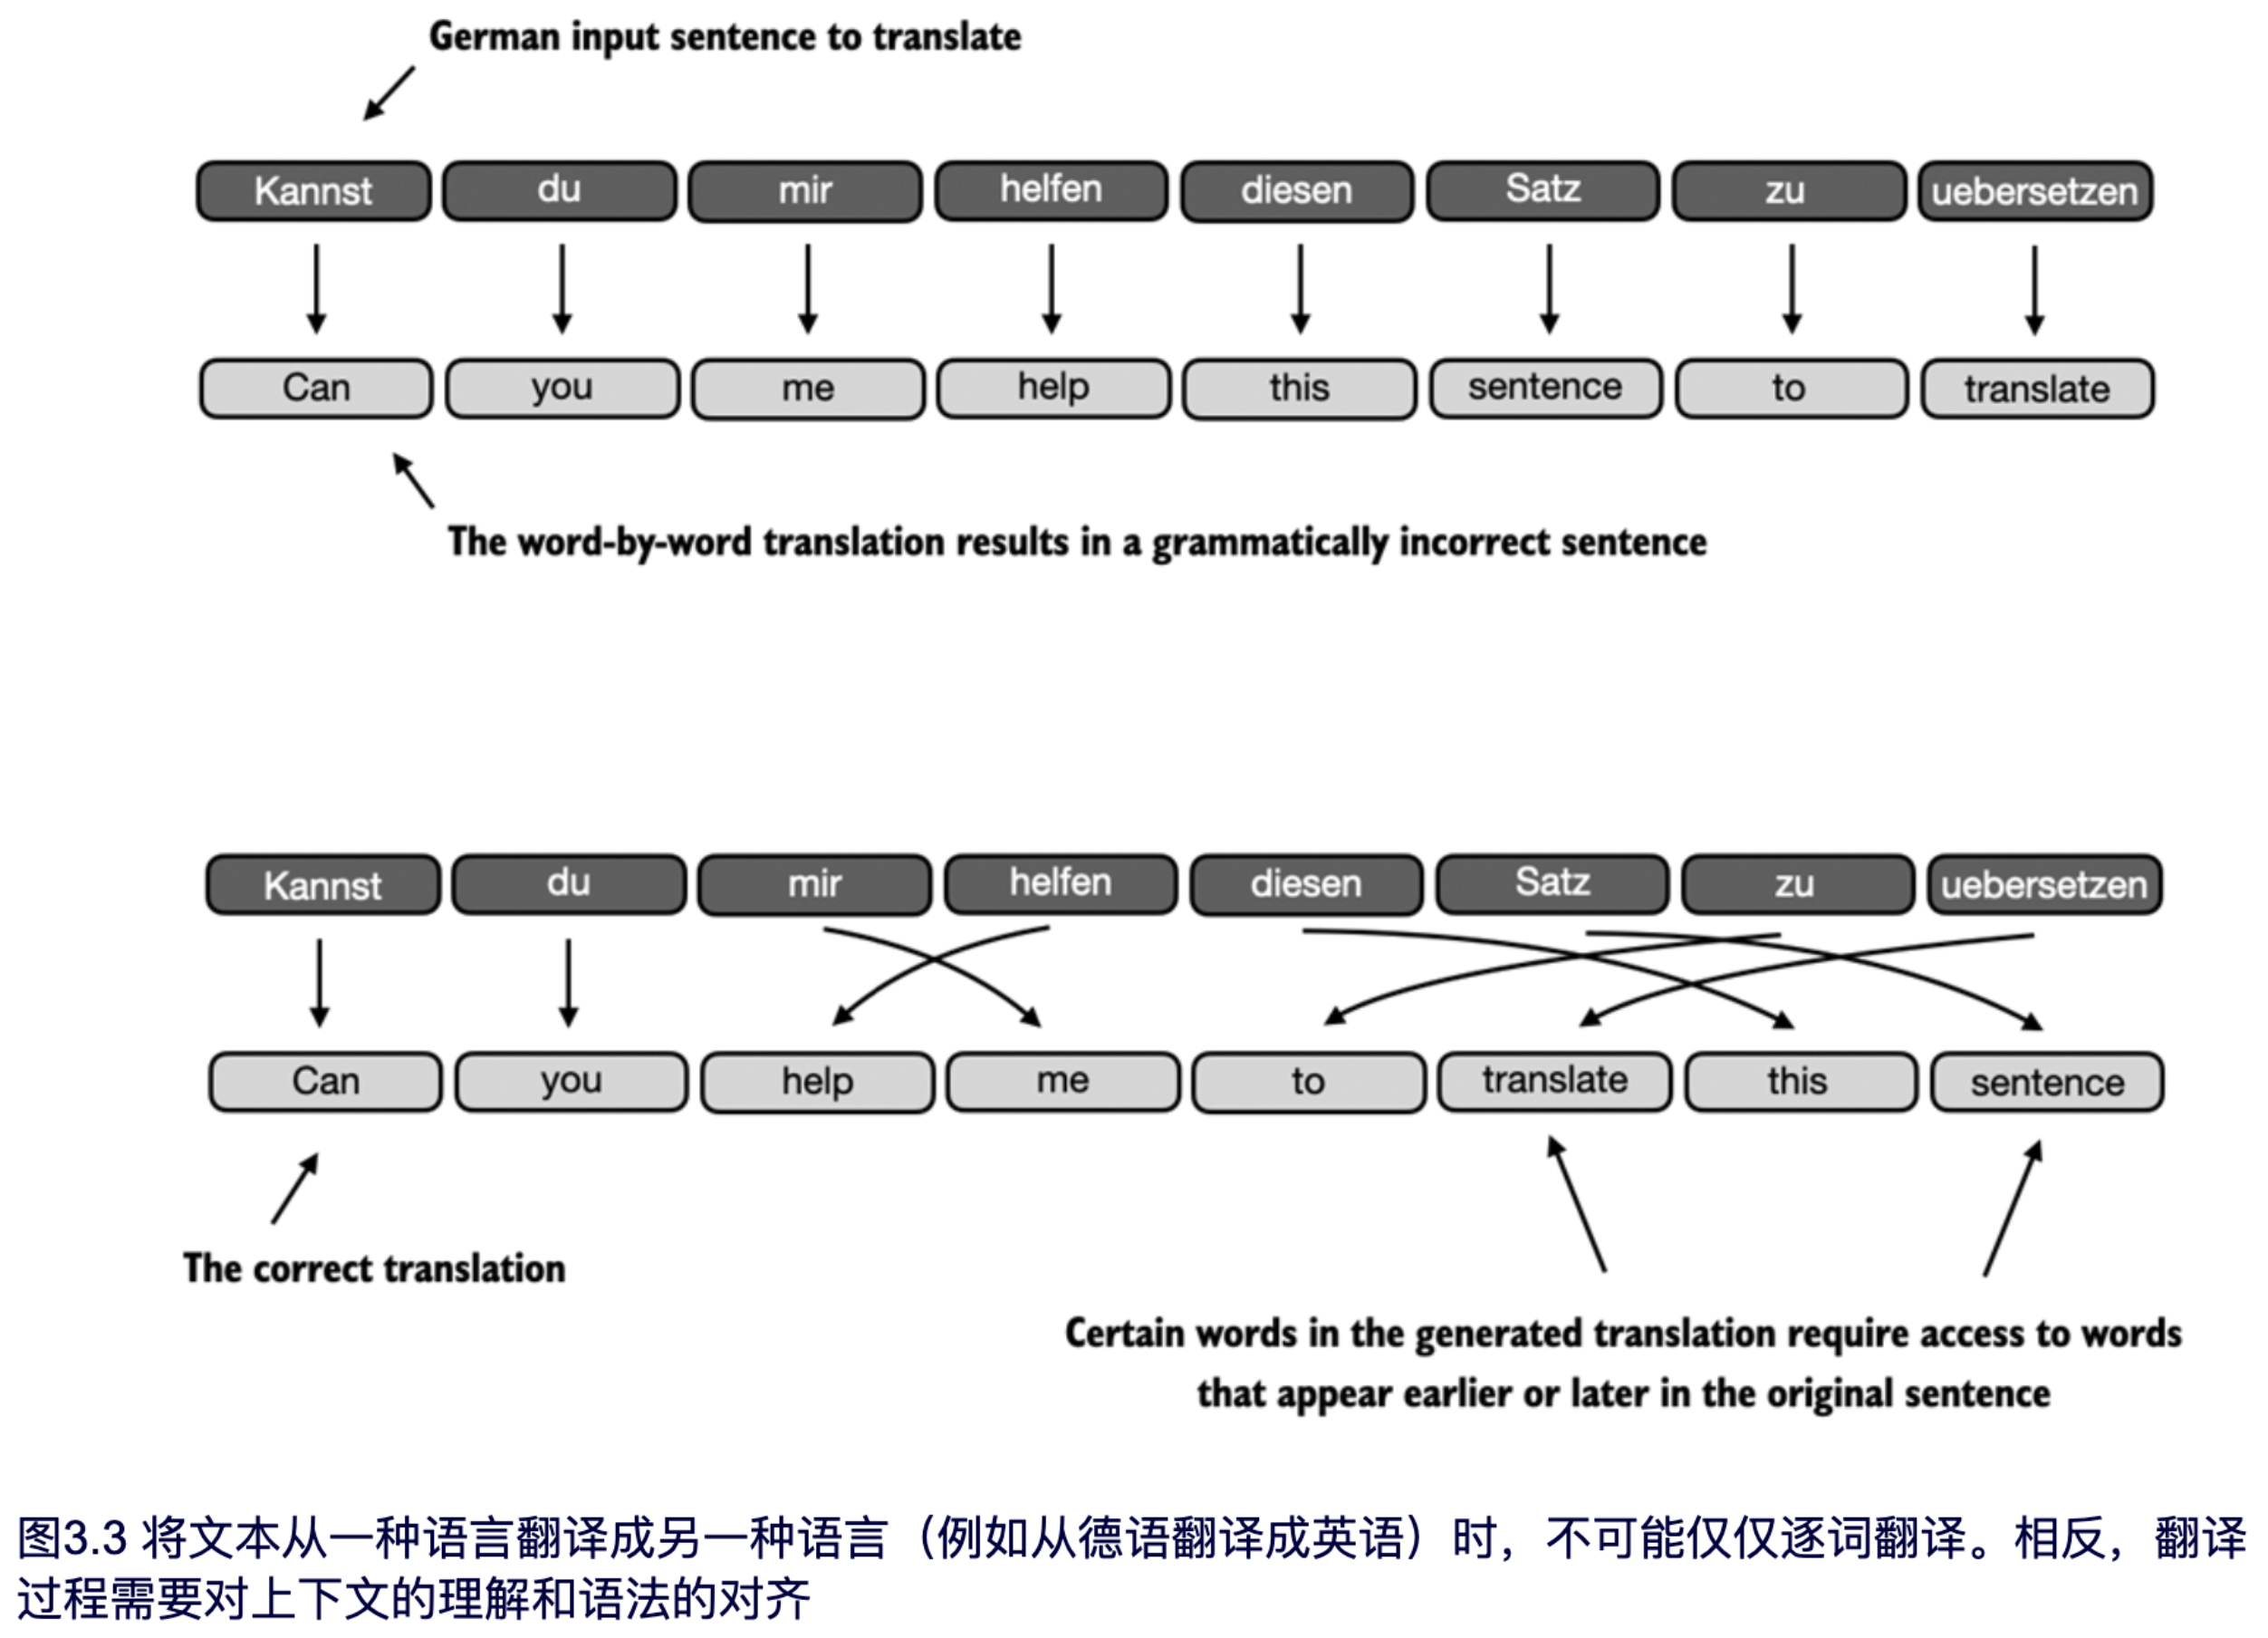 German input sentence to translate
Kannst du mir helfen diesen Satz zu uebersetzen
Can you me help this sentence to translate
The word-by-word translation results in a grammatically incorrect sentence
Kannst du mir helfen diesen Satz zu uebersetzen
Can you help me to translate this sentence
The correct translation
Certain words in the generated translation require access to words
that appear earlier or later in the original sentence
图3.3 将文本从一种语言翻译成另一种语言（例如从德语翻译成英语）时，不可能仅仅逐词翻译。相反，翻译
过程需要对上下文的理解和语法的对齐